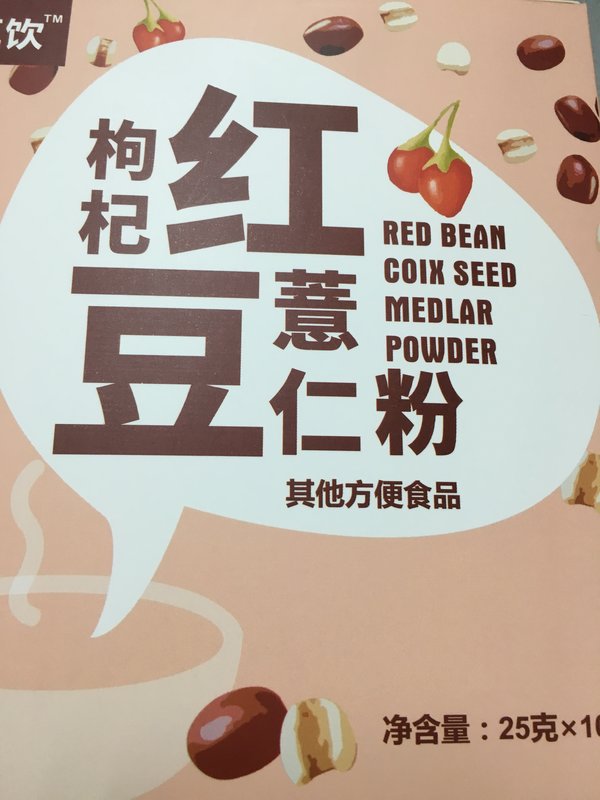 饮™
枸杞红
豆薏仁粉
RED BEAN
COIX SEED
MEDLAR
POWDER
其他方便食品
净含量：25克×1